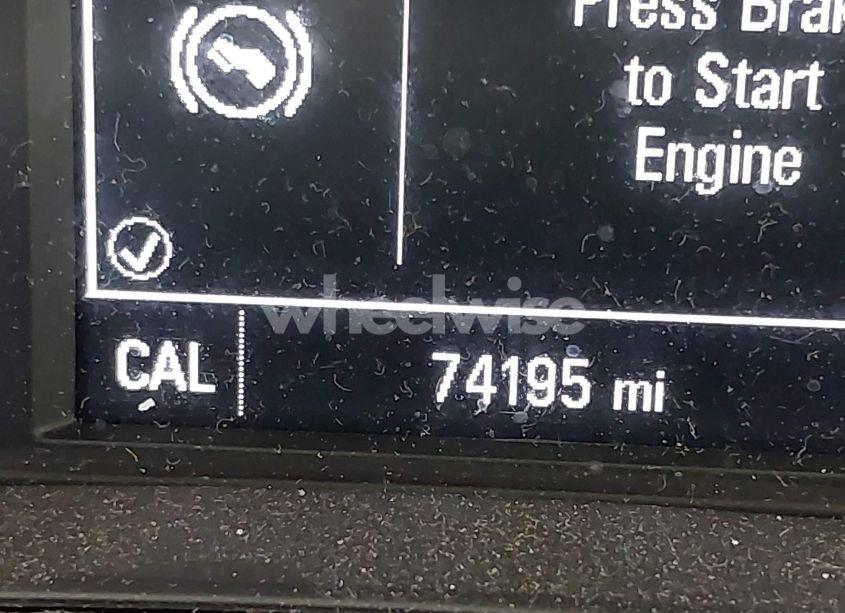 Press Brak
to Start
Engine
wheelwise
CAL
74195 mi